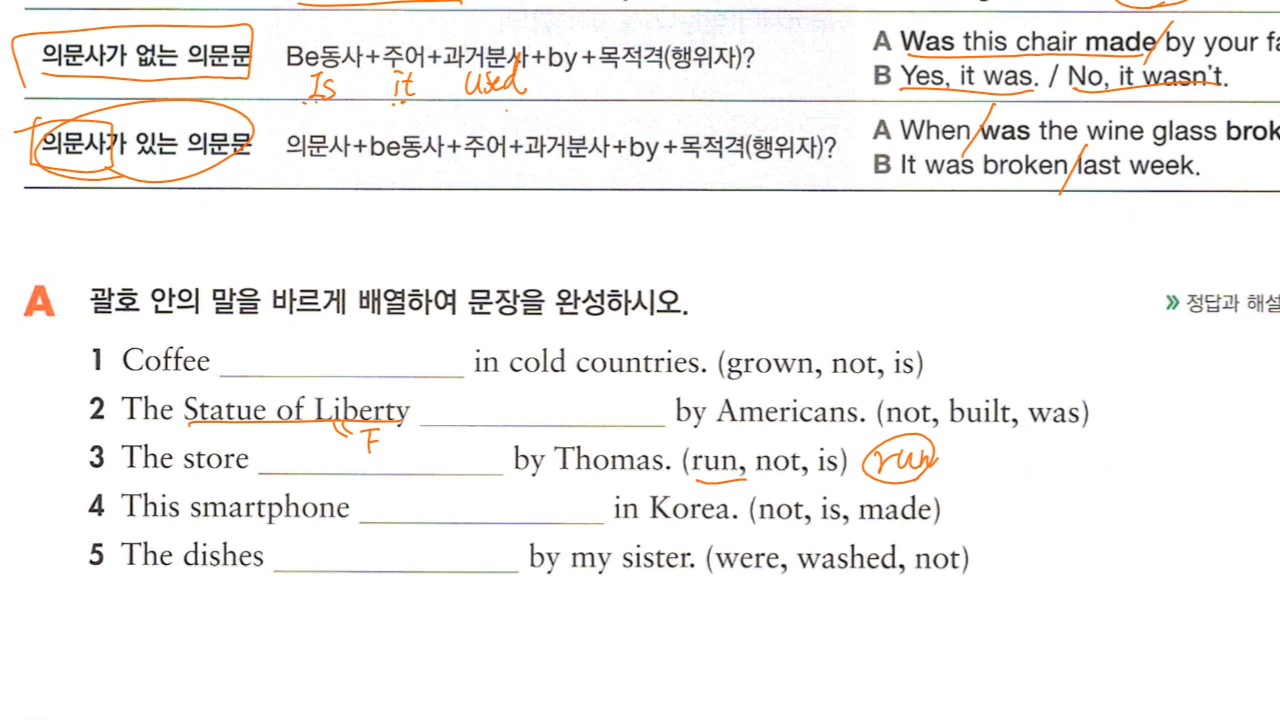 의문사가 없는 의문문 Be동사+주어+과거분사+by+목적격(행위자)? A Was this chair made by your
Is it used B Yes, it was. / No, it wasn't.
의문사가 있는 의문문 의문사+be동사+주어+과거분사+by+목적격(행위자)? A When was the wine glass brok
B It was broken last week.
A 괄호 안의 말을 바르게 배열하여 문장을 완성하시오. » 정답과 해설
1 Coffee in cold countries. (grown, not, is)
2 The Statue of Liberty by Americans. (not, built, was)
F
3 The store by Thomas. (run, not, is) run
4 This smartphone in Korea. (not, is, made)
5 The dishes by my sister. (were, washed, not)